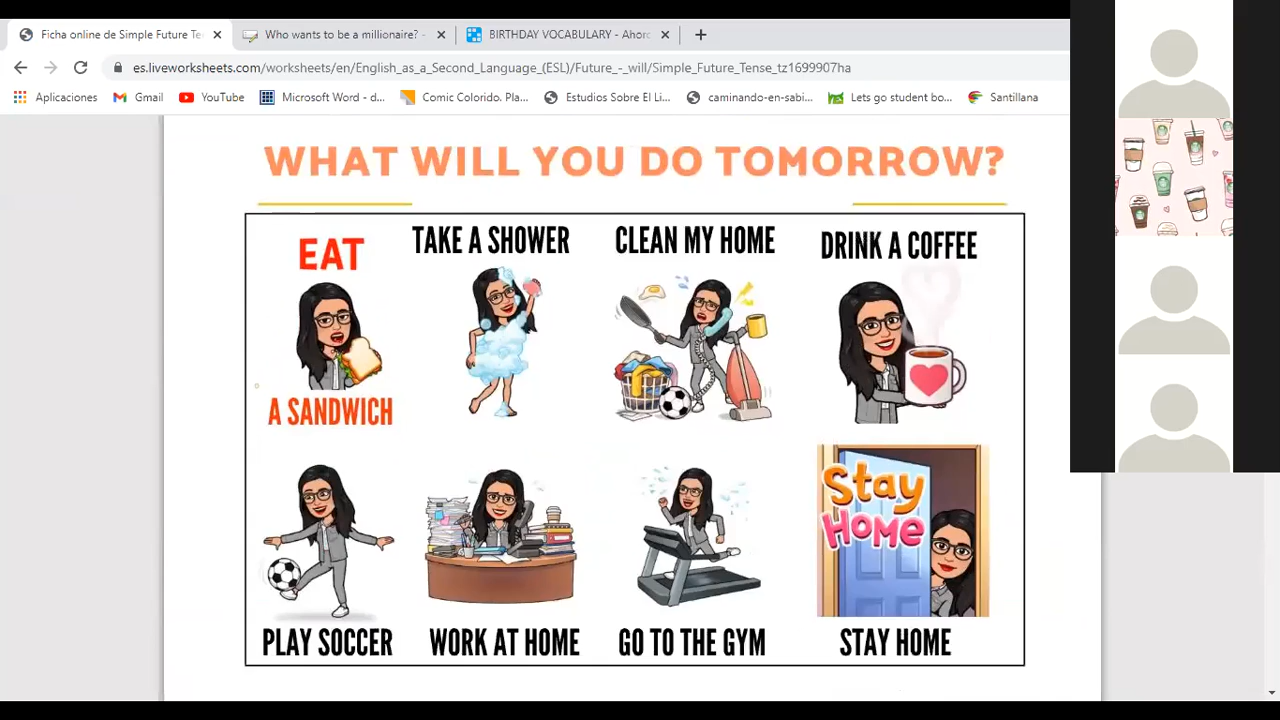 Ficha online de Simple Future Te
Who wants to be a millionaire? -
BIRTHDAY VOCABULARY - Ahorc
es.liveworksheets.com/worksheets/en/English_as_a_Second_Language_(ESL)/Future_-_will/Simple_Future_Tense_tz1699907ha
Aplicaciones
Gmail
YouTube
Microsoft Word - d...
Comic Colorido. Pla...
Estudios Sobre El Li...
caminando-en-sabi...
Lets go student bo...
Santillana
WHAT WILL YOU DO TOMORROW?
EAT
A SANDWICH
TAKE A SHOWER
CLEAN MY HOME
DRINK A COFFEE
PLAY SOCCER
WORK AT HOME
GO TO THE GYM
Stay
Home
STAY HOME